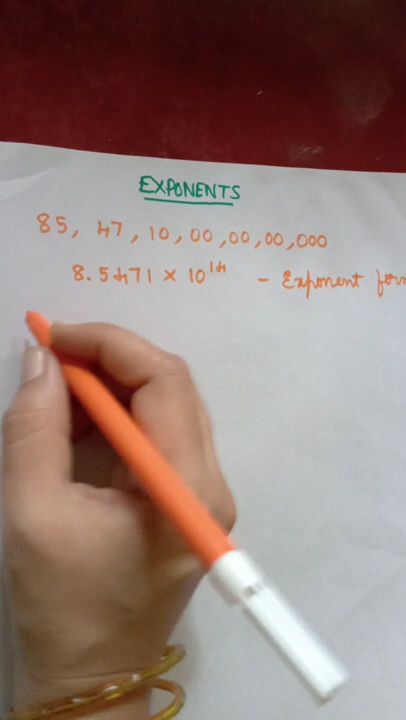 EXPONENTS
85, 47, 10, 00, 00, 00, 000
8.5471 × 10¹⁴ - Exponent